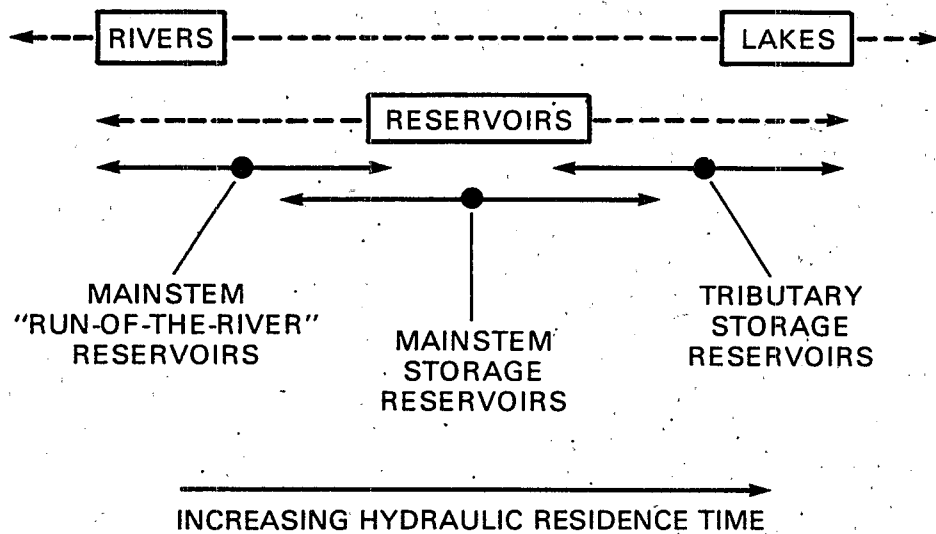 RIVERS
LAKES
RESERVOIRS
MAINSTEM
"RUN-OF-THE-RIVER"
RESERVOIRS
MAINSTEM
STORAGE
RESERVOIRS
TRIBUTARY
STORAGE
RESERVOIRS
INCREASING HYDRAULIC RESIDENCE TIME